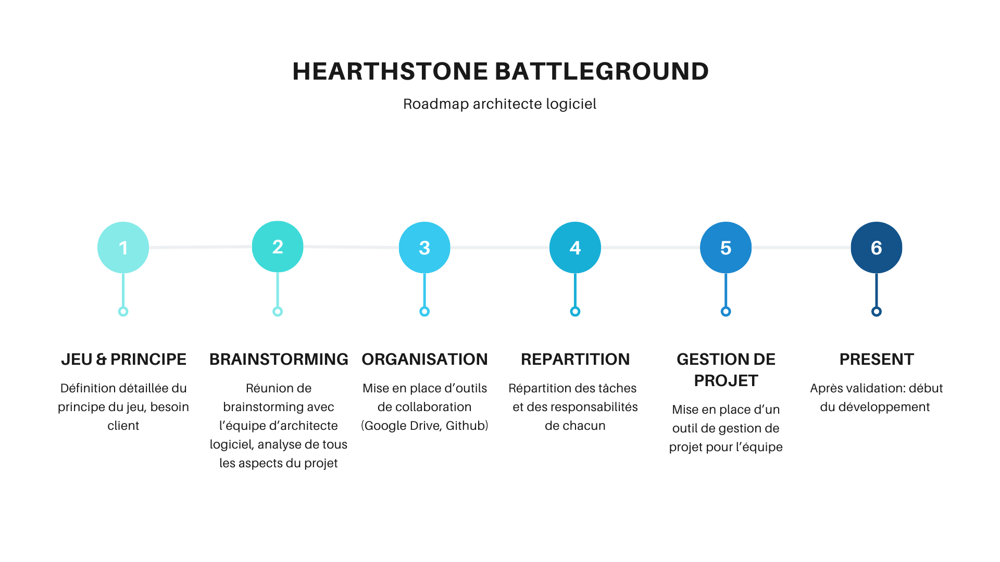 HEARTHSTONE BATTLEGROUND
Roadmap architecte logiciel
1
2
3
4
5
6
JEU & PRINCIPE
Définition détaillée du
principe du jeu, besoin
client
BRAINSTORMING
Réunion de
brainstorming avec
l’équipe d’architecte
logiciel, analyse de tous
les aspects du projet
ORGANISATION
Mise en place d’outils
de collaboration
(Google Drive, Github)
REPARTITION
Répartition des tâches
et des responsabilités
de chacun
GESTION DE
PROJET
Mise en place d’un
outil de gestion de
projet pour l’équipe
PRESENT
Après validation: début
du développement